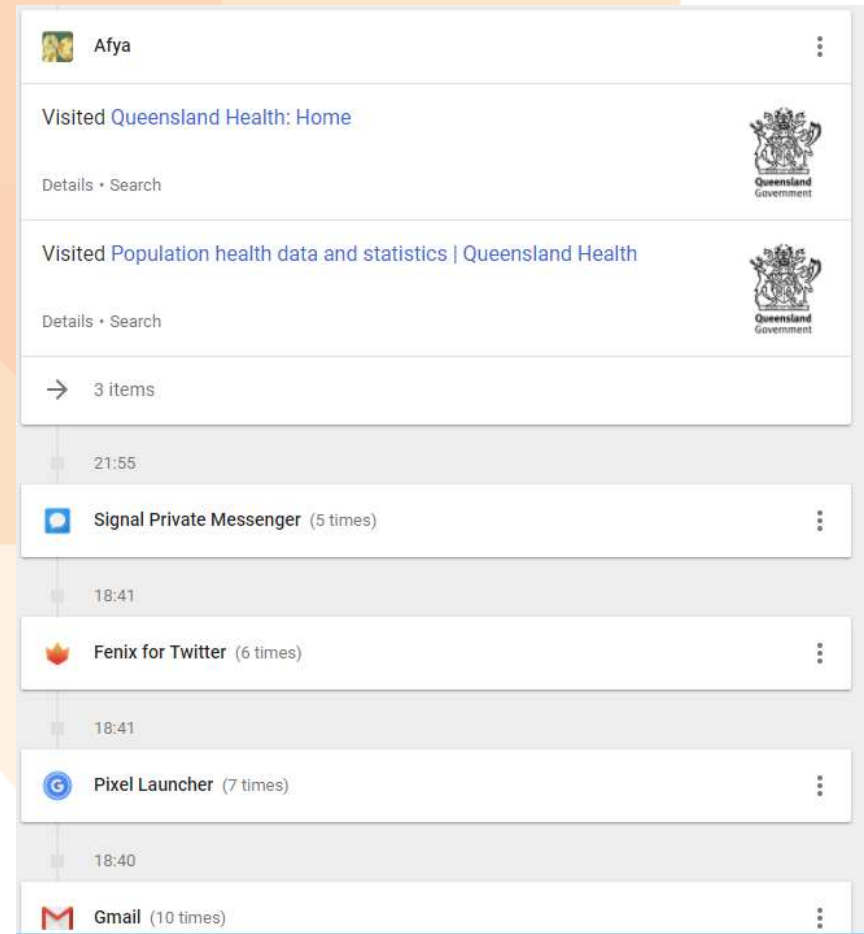 Afya
Visited Queensland Health: Home
Queensland
Government
Details • Search
Visited Population health data and statistics | Queensland Health
Queensland
Government
Details • Search
3 items
21:55
Signal Private Messenger (5 times)
18:41
Fenix for Twitter (6 times)
18:41
G
Pixel Launcher (7 times)
18:40
Gmail (10 times)